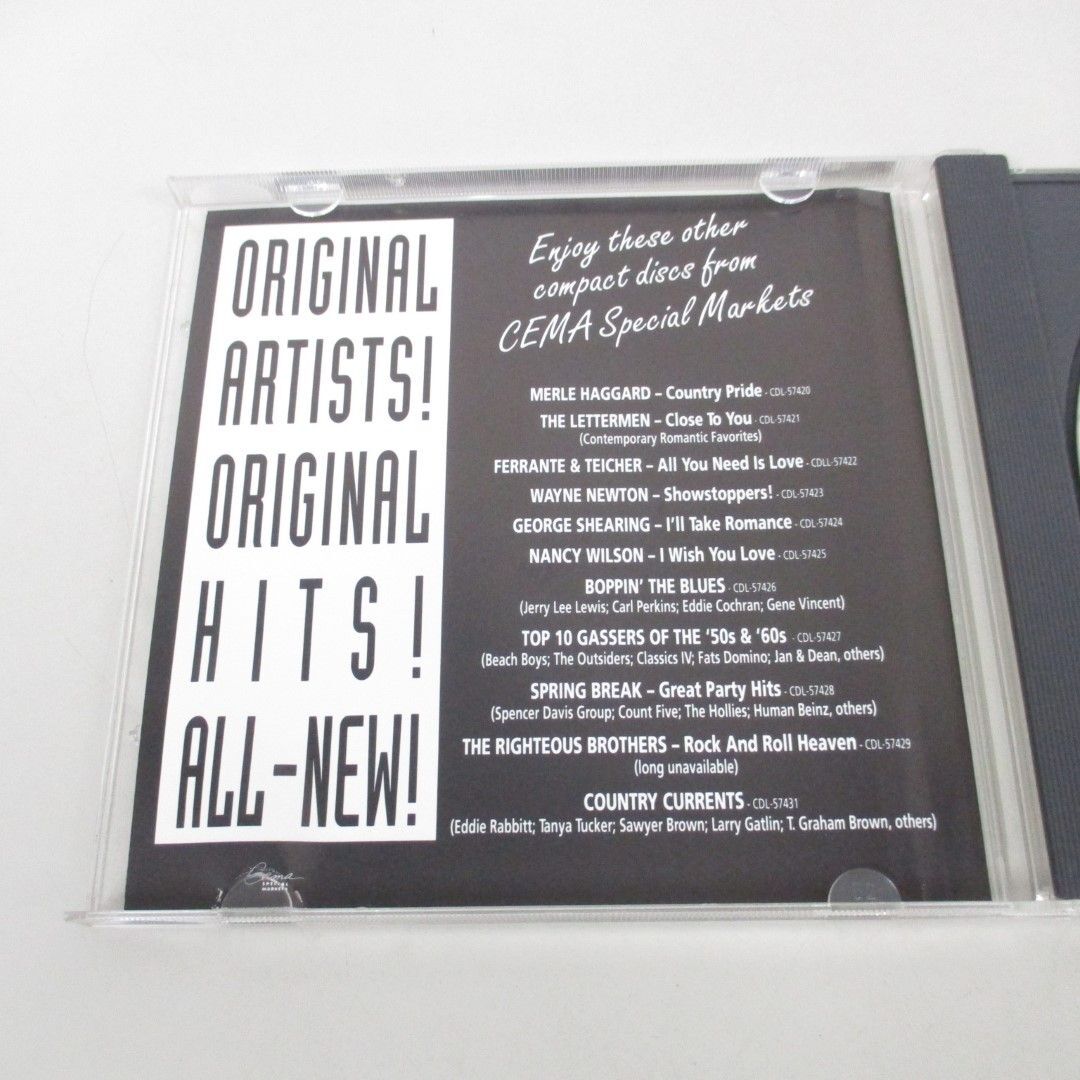 ORIGINAL
ARTISTS!
ORIGINAL
HITS!
ALL-NEW!
Enjoy these other
compact discs from
CEMA Special Markets
MERLE HAGGARD – Country Pride - CDL-57420
THE LETTERMEN – Close To You - CDL-57421
(Contemporary Romantic Favorites)
FERRANTE & TEICHER – All You Need Is Love - CDLL-57422
WAYNE NEWTON – Showstoppers! - CDL-57423
GEORGE SHEARING – I'll Take Romance - CDL-57424
NANCY WILSON – I Wish You Love - CDL-57425
BOPPIN' THE BLUES - CDL-57426
(Jerry Lee Lewis; Carl Perkins; Eddie Cochran; Gene Vincent)
TOP 10 GASSERS OF THE '50s & '60s - CDL-57427
(Beach Boys; The Outsiders; Classics IV; Fats Domino; Jan & Dean, others)
SPRING BREAK – Great Party Hits - CDL-57428
(Spencer Davis Group; Count Five; The Hollies; Human Beinz, others)
THE RIGHTEOUS BROTHERS – Rock And Roll Heaven - CDL-57429
(long unavailable)
COUNTRY CURRENTS - CDL-57431
(Eddie Rabbitt; Tanya Tucker; Sawyer Brown; Larry Gatlin; T. Graham Brown, others)
Cema
SPECIAL
MARKETS